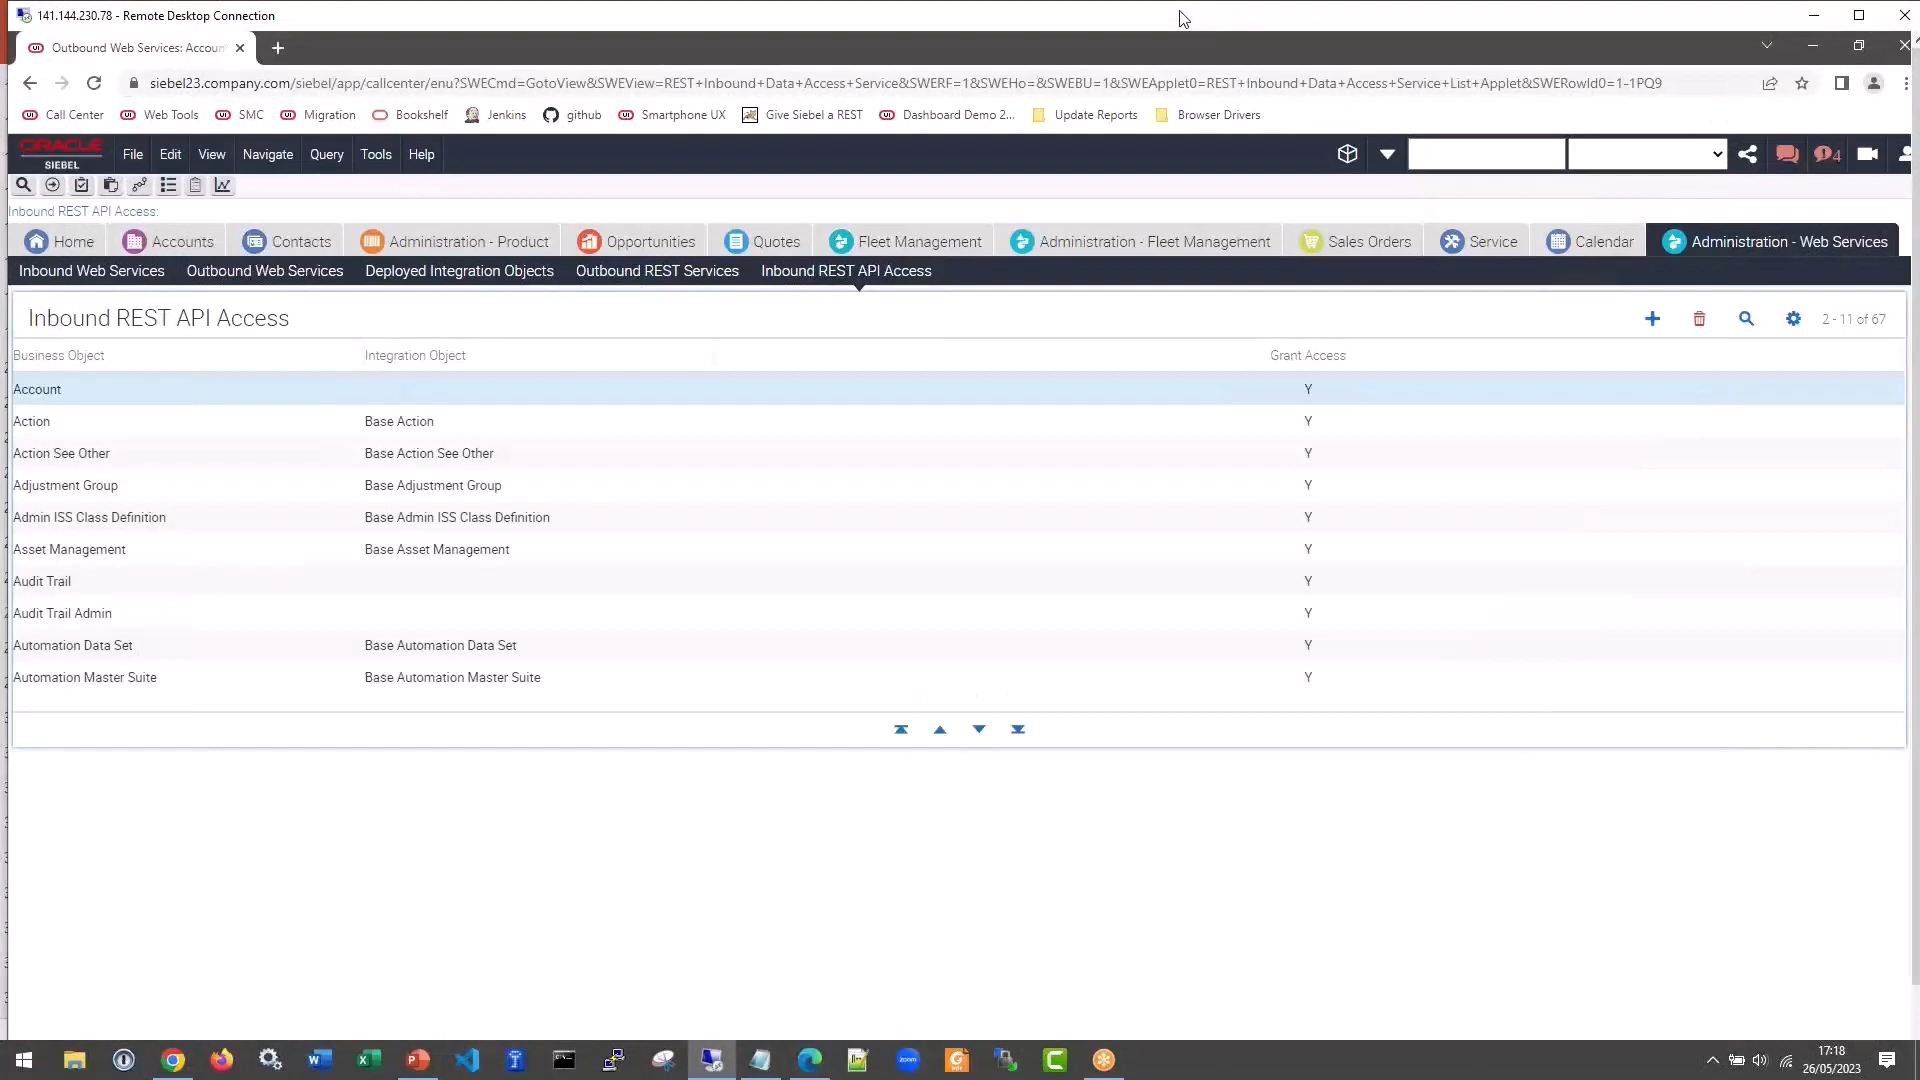 141.144.230.78 - Remote Desktop Connection
Outbound Web Services: Accoun
siebel23.company.com/siebel/app/callcenter/enu?SWECmd=GotoView&SWEView=REST+Inbound+Data+Access+Service&SWERF=1&SWEHo=&SWEBU=1&SWEApplet0=REST+Inbound+Data+Access+Service+List+Applet&SWERowId0=1-1PQ9
Call Center Web Tools SMC Migration Bookshelf Jenkins github Smartphone UX Give Siebel a REST Dashboard Demo 2... Update Reports Browser Drivers
ORACLE
SIEBEL
File Edit View Navigate Query Tools Help
4
Inbound REST API Access:
Home Accounts Contacts Administration - Product Opportunities Quotes Fleet Management Administration - Fleet Management Sales Orders Service Calendar Administration - Web Services
Inbound Web Services Outbound Web Services Deployed Integration Objects Outbound REST Services Inbound REST API Access
Inbound REST API Access
2 - 11 of 67
Business Object Integration Object Grant Access
Account Y
Action Base Action Y
Action See Other Base Action See Other Y
Adjustment Group Base Adjustment Group Y
Admin ISS Class Definition Base Admin ISS Class Definition Y
Asset Management Base Asset Management Y
Audit Trail Y
Audit Trail Admin Y
Automation Data Set Base Automation Data Set Y
Automation Master Suite Base Automation Master Suite Y
17:18
26/05/2023